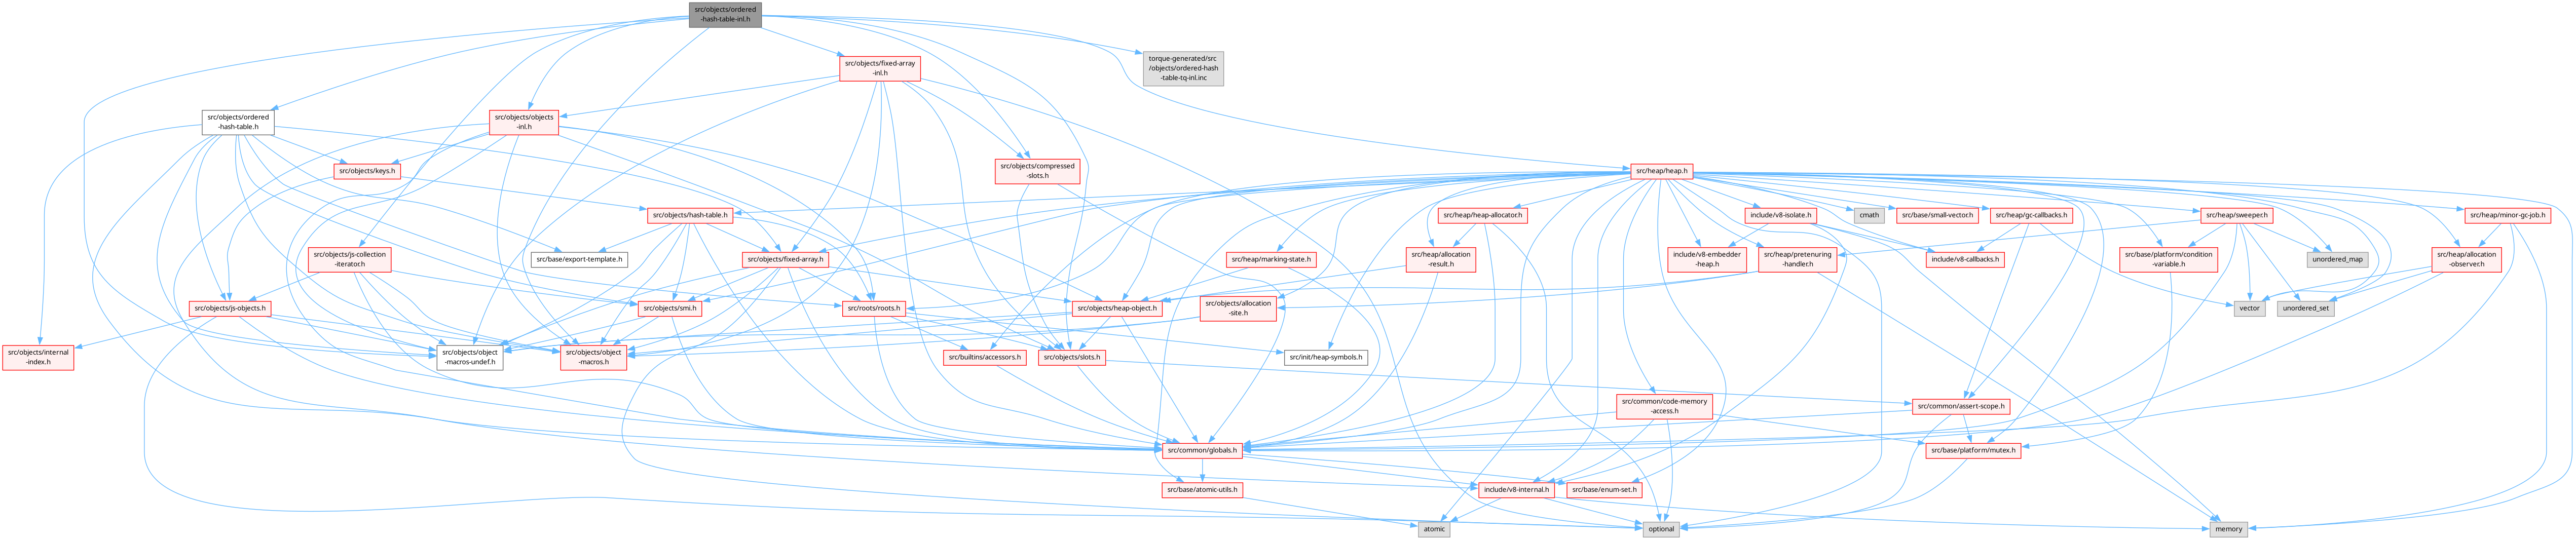 src/objects/ordered
-hash-table-inl.h
torque-generated/src
/objects/ordered-hash
-table-tq-inl.inc
src/objects/fixed-array
-inl.h
src/objects/ordered
-hash-table.h
src/objects/objects
-inl.h
src/objects/keys.h
src/objects/compressed
-slots.h
src/heap/heap.h
src/objects/hash-table.h
src/heap/heap-allocator.h
include/v8-isolate.h
cmath
src/base/small-vector.h
src/heap/gc-callbacks.h
src/heap/sweeper.h
src/heap/minor-gc-job.h
src/objects/js-collection
-iterator.h
src/base/export-template.h
src/objects/fixed-array.h
src/heap/marking-state.h
src/heap/allocation
-result.h
include/v8-embedder
-heap.h
src/heap/pretenuring
-handler.h
include/v8-callbacks.h
src/base/platform/condition
-variable.h
unordered_map
src/heap/allocation
-observer.h
src/objects/js-objects.h
src/objects/smi.h
src/roots/roots.h
src/objects/heap-object.h
src/objects/allocation
-site.h
vector
unordered_set
src/objects/internal
-index.h
src/objects/object
-macros-undef.h
src/objects/object
-macros.h
src/builtins/accessors.h
src/objects/slots.h
src/init/heap-symbols.h
src/common/code-memory
-access.h
src/common/assert-scope.h
src/common/globals.h
src/base/platform/mutex.h
src/base/atomic-utils.h
include/v8-internal.h
src/base/enum-set.h
atomic
optional
memory